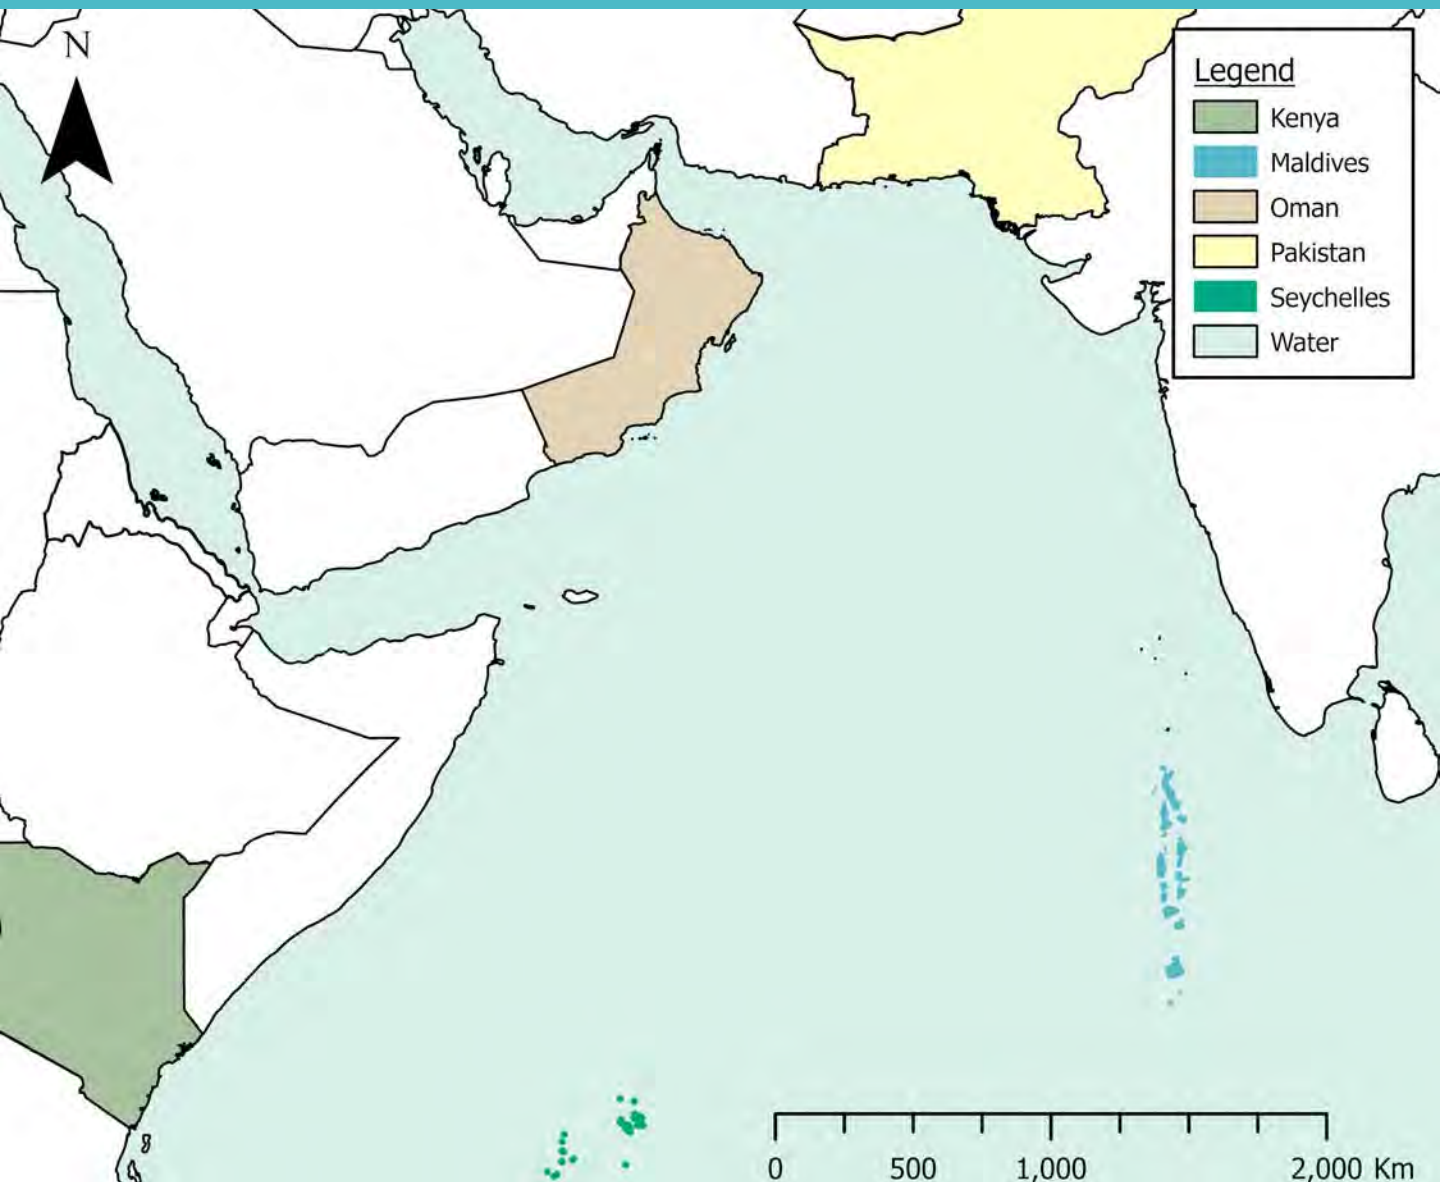 N
Legend
Kenya
Maldives
Oman
Pakistan
Seychelles
Water
0 500 1,000 2,000 Km